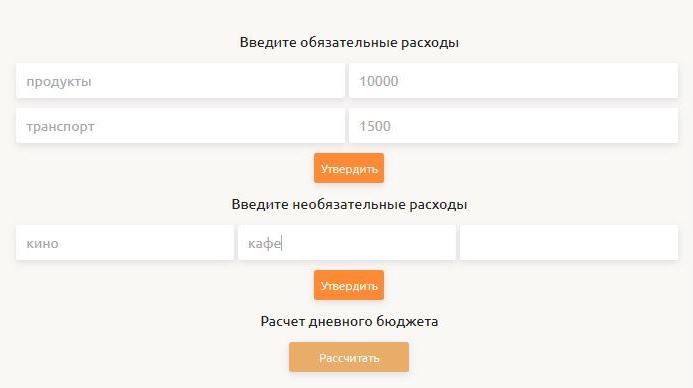 Введите обязательные расходы
продукты 10000
транспорт 1500
Утвердить
Введите необязательные расходы
кино кафе
Утвердить
Расчет дневного бюджета
Рассчитать